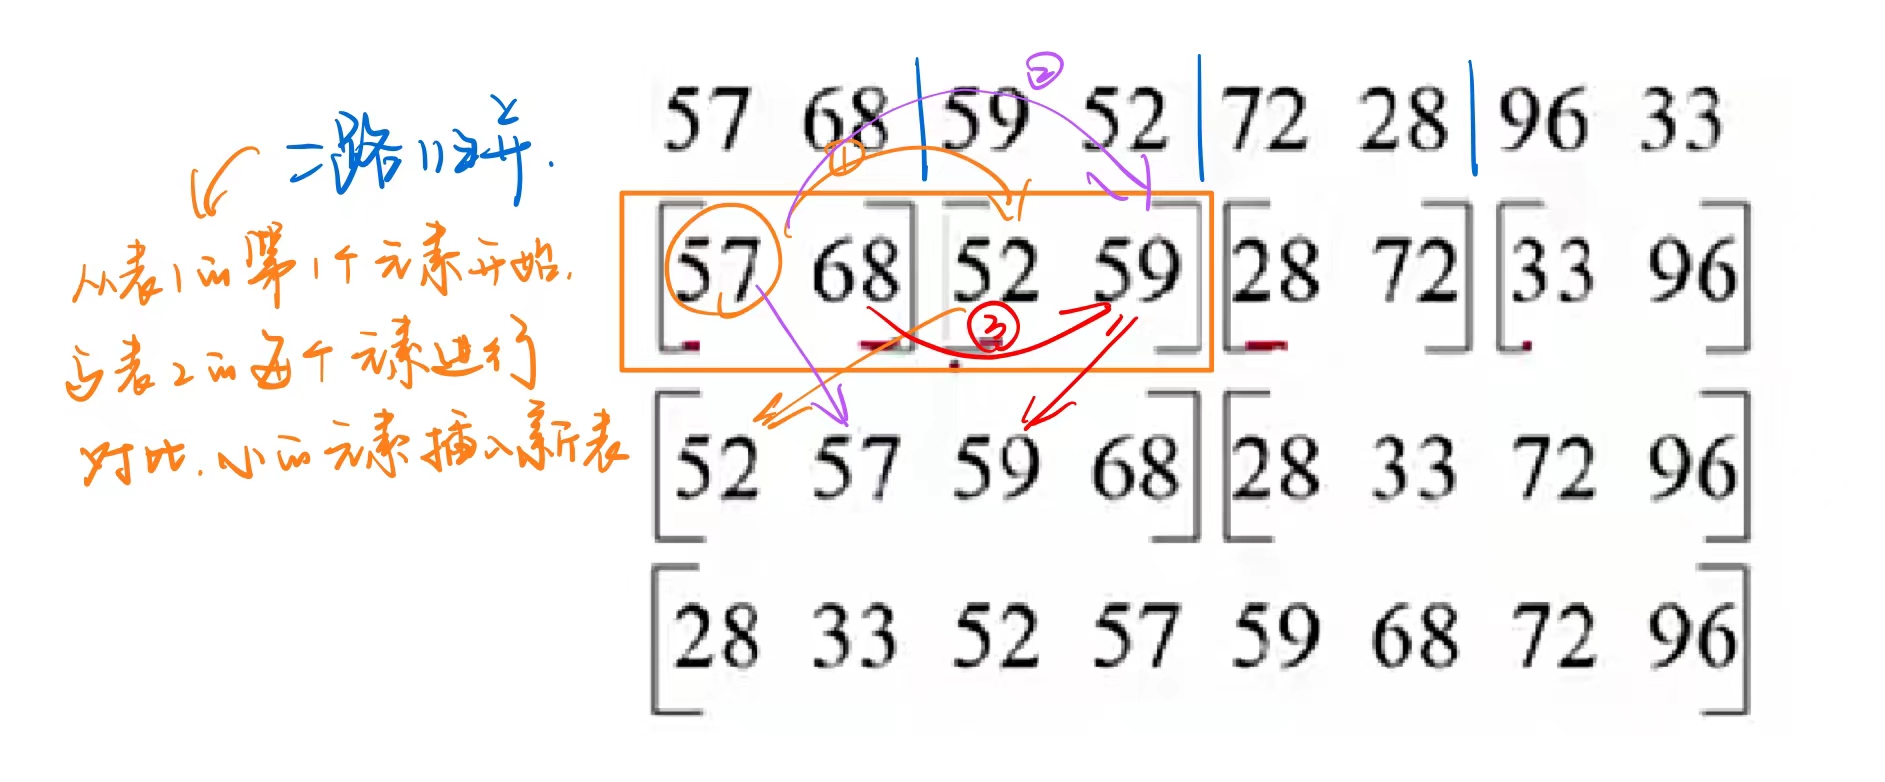 57 68 59 52 72 28 96 33
②
①
二路归并.
[57 68] [52 59] [28 72] [33 96]
③
从表1的第1个元素开始,
与表2的每个元素进行
对比.小的元素插入新表
[52 57 59 68] [28 33 72 96]
[28 33 52 57 59 68 72 96]